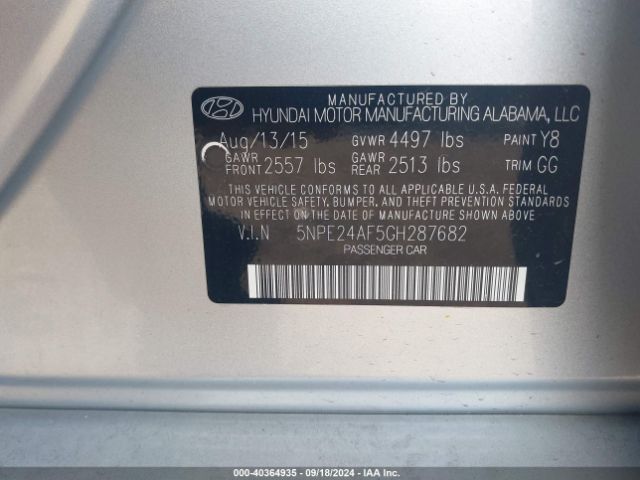 MANUFACTURED BY
HYUNDAI MOTOR MANUFACTURING ALABAMA, LLC
Aug/13/15 GVWR 4497 lbs PAINT Y8
GAWR FRONT 2557 lbs GAWR REAR 2513 lbs TRIM GG
THIS VEHICLE CONFORMS TO ALL APPLICABLE U.S.A. FEDERAL
MOTOR VEHICLE SAFETY, BUMPER, AND THEFT PREVENTION STANDARDS
IN EFFECT ON THE DATE OF MANUFACTURE SHOWN ABOVE.
V.I.N 5NPE24AF5GH287682
PASSENGER CAR
000-40364935 - 09/18/2024 - IAA Inc.